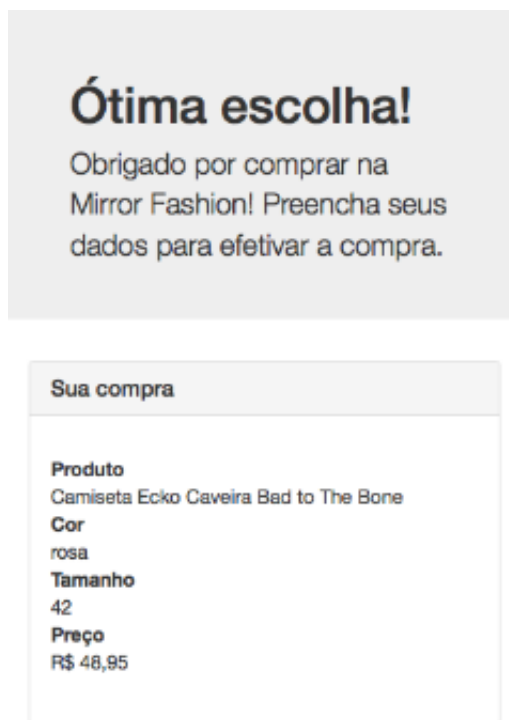 Ótima escolha!
Obrigado por comprar na
Mirror Fashion! Preencha seus
dados para efetivar a compra.
Sua compra
Produto
Camiseta Ecko Caveira Bad to The Bone
Cor
rosa
Tamanho
42
Preço
R$ 48,95